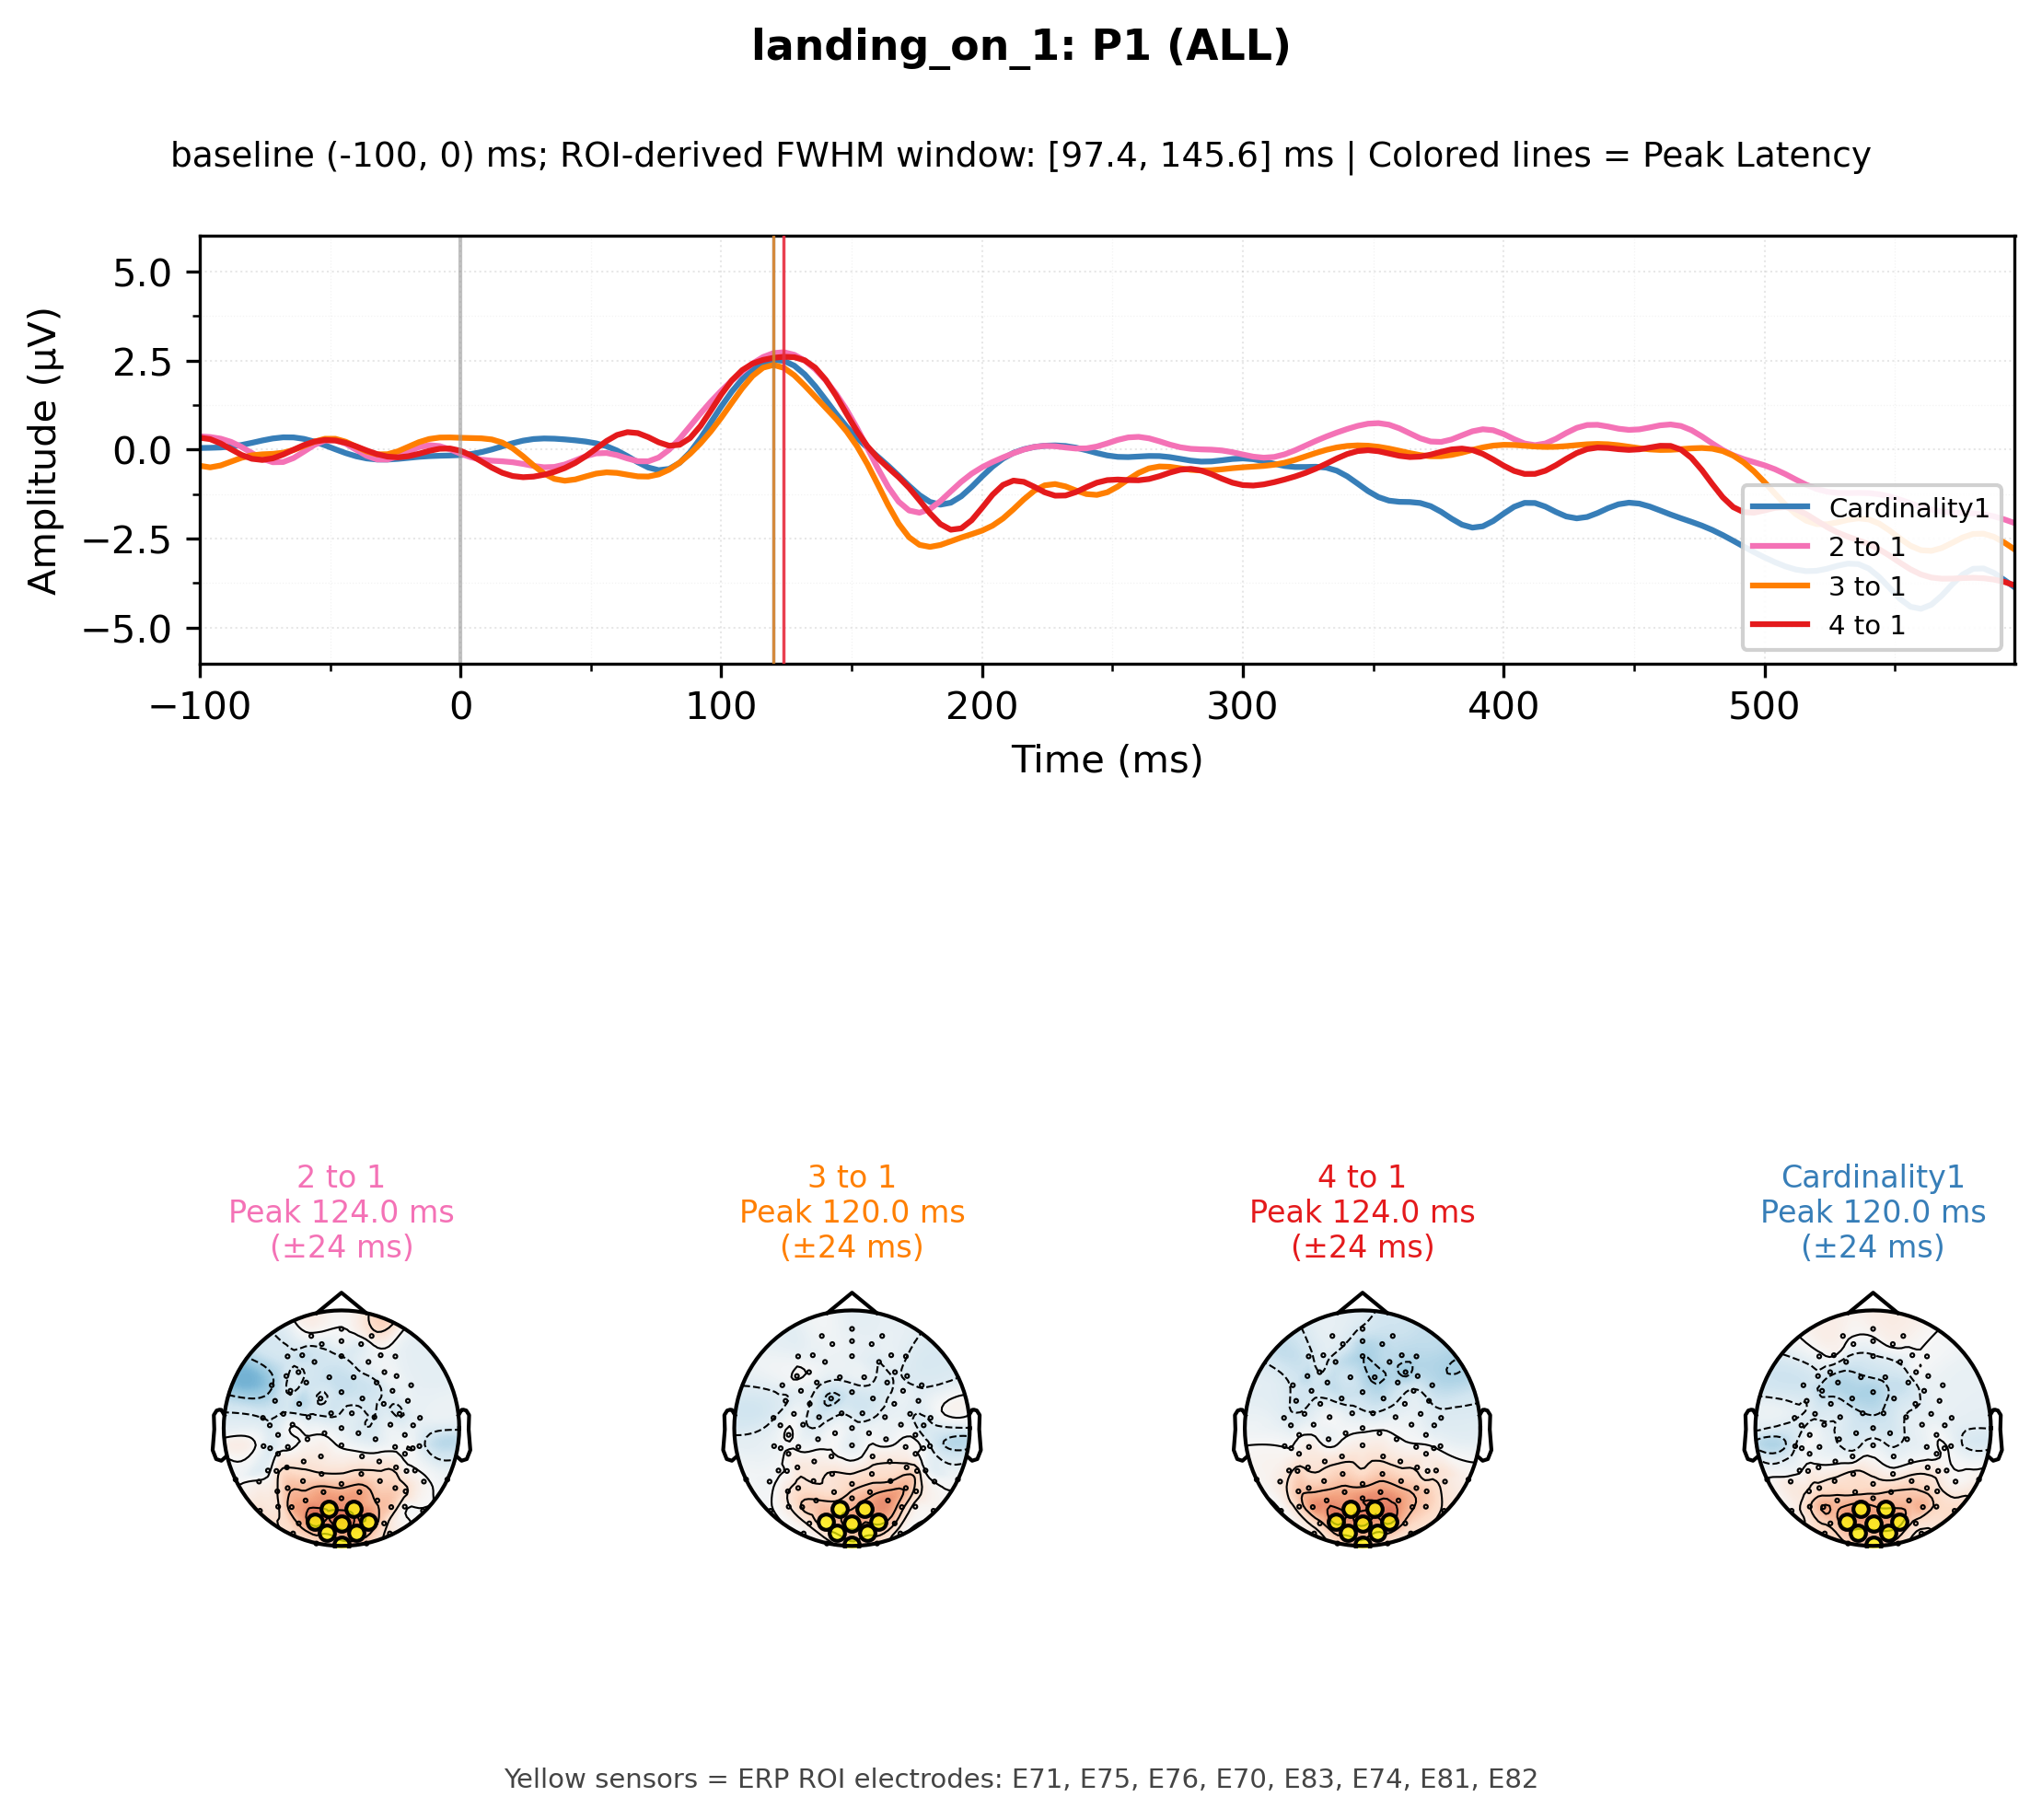 landing_on_1: P1 (ALL)
baseline (-100, 0) ms; ROI-derived FWHM window: [97.4, 145.6] ms | Colored lines = Peak Latency
Amplitude (µV)
5.0
2.5
0.0
−2.5
−5.0
−100
0
100
200
300
400
500
Time (ms)
Cardinality1
2 to 1
3 to 1
4 to 1
2 to 1
Peak 124.0 ms
(±24 ms)
3 to 1
Peak 120.0 ms
(±24 ms)
4 to 1
Peak 124.0 ms
(±24 ms)
Cardinality1
Peak 120.0 ms
(±24 ms)
Yellow sensors = ERP ROI electrodes: E71, E75, E76, E70, E83, E74, E81, E82